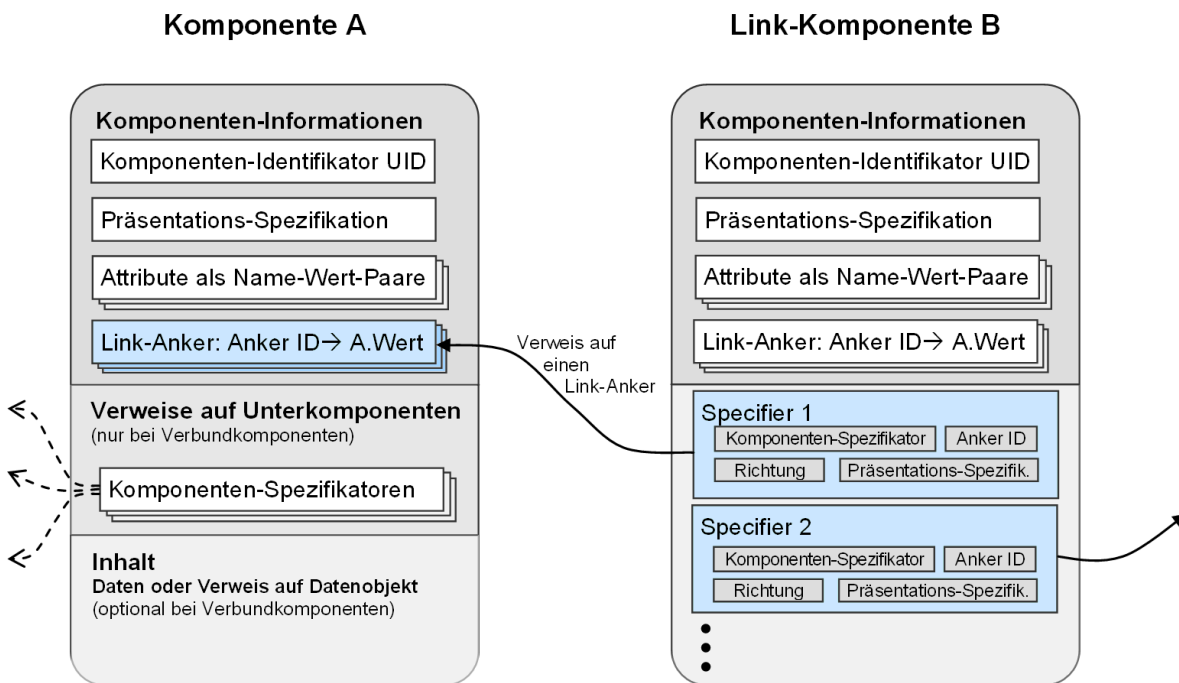 Komponente A
Komponenten-Informationen
Komponenten-Identifikator UID
Präsentations-Spezifikation
Attribute als Name-Wert-Paare
Link-Anker: Anker ID→ A.Wert
Verweise auf Unterkomponenten
(nur bei Verbundkomponenten)
Komponenten-Spezifikatoren
Inhalt
Daten oder Verweis auf Datenobjekt
(optional bei Verbundkomponenten)
Verweis auf
einen
Link-Anker
Link-Komponente B
Komponenten-Informationen
Komponenten-Identifikator UID
Präsentations-Spezifikation
Attribute als Name-Wert-Paare
Link-Anker: Anker ID→ A.Wert
Specifier 1
Komponenten-Spezifikator Anker ID
Richtung Präsentations-Spezifik.
Specifier 2
Komponenten-Spezifikator Anker ID
Richtung Präsentations-Spezifik.